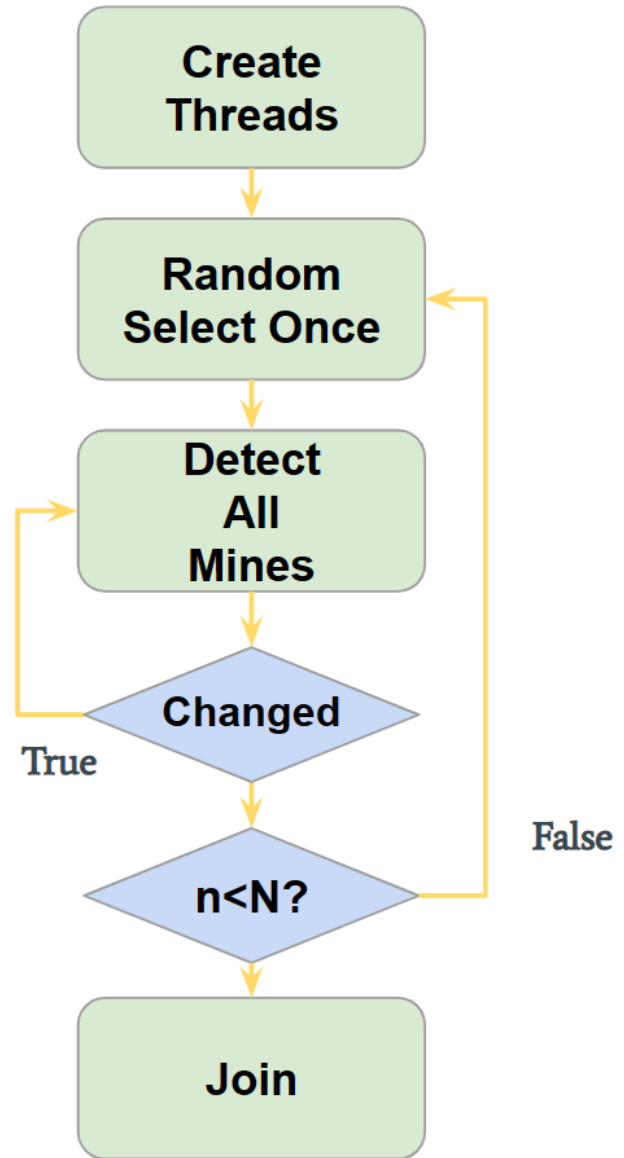 Create
Threads
Random
Select Once
Detect
All
Mines
Changed
True
False
n<N?
Join